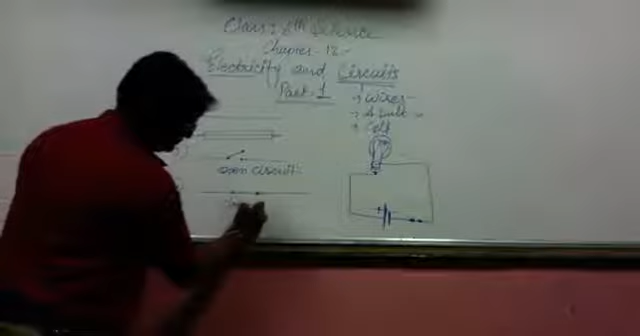 Class: 6th Science
Chapter-12
Electricity and Circuits
Part-1
→ Wires
→ A bulb
→ Cell
open circuit